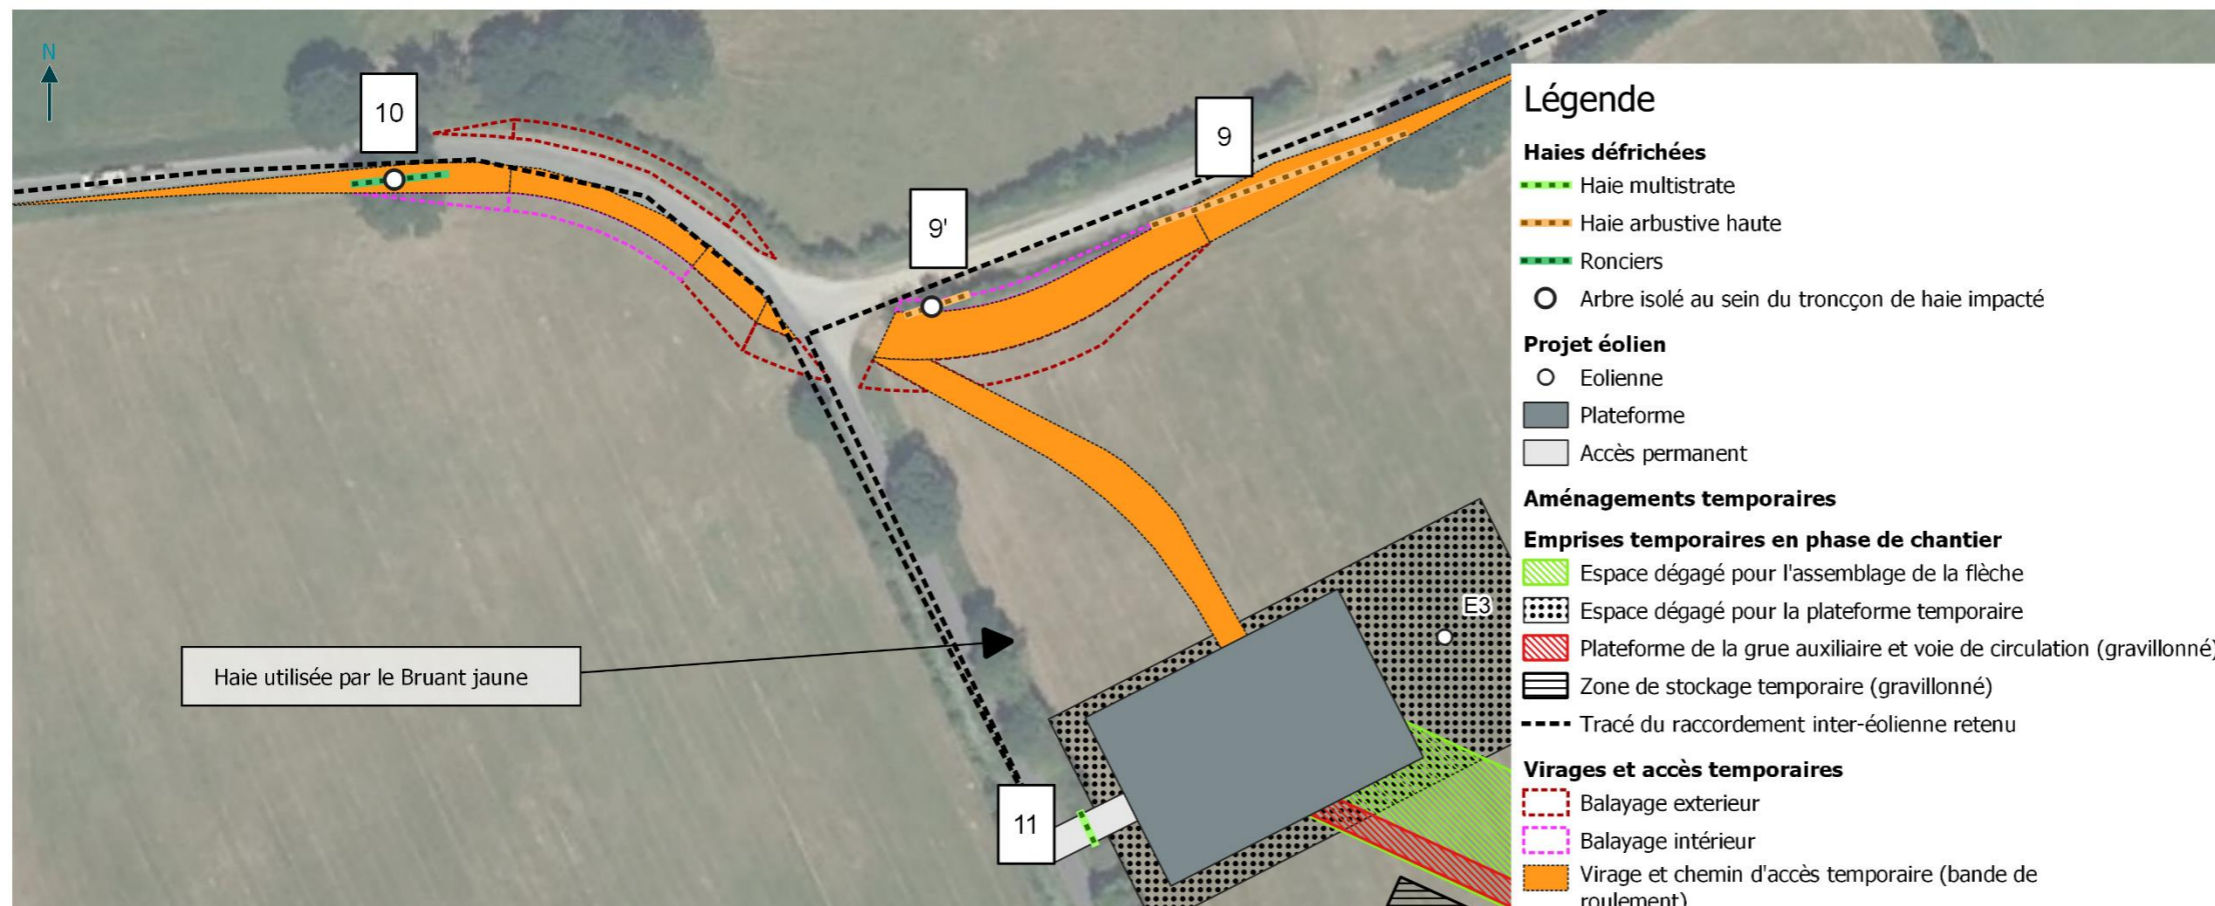 N
10
9
9'
E3
Haie utilisée par le Bruant jaune
11
Légende
Haies défrichées
Haie multistrate
Haie arbustive haute
Ronciers
Arbre isolé au sein du troncçon de haie impacté
Projet éolien
Eolienne
Plateforme
Accès permanent
Aménagements temporaires
Emprises temporaires en phase de chantier
Espace dégagé pour l'assemblage de la flèche
Espace dégagé pour la plateforme temporaire
Plateforme de la grue auxiliaire et voie de circulation (gravillonné)
Zone de stockage temporaire (gravillonné)
Tracé du raccordement inter-éolienne retenu
Virages et accès temporaires
Balayage exterieur
Balayage intérieur
Virage et chemin d'accès temporaire (bande de
roulement)